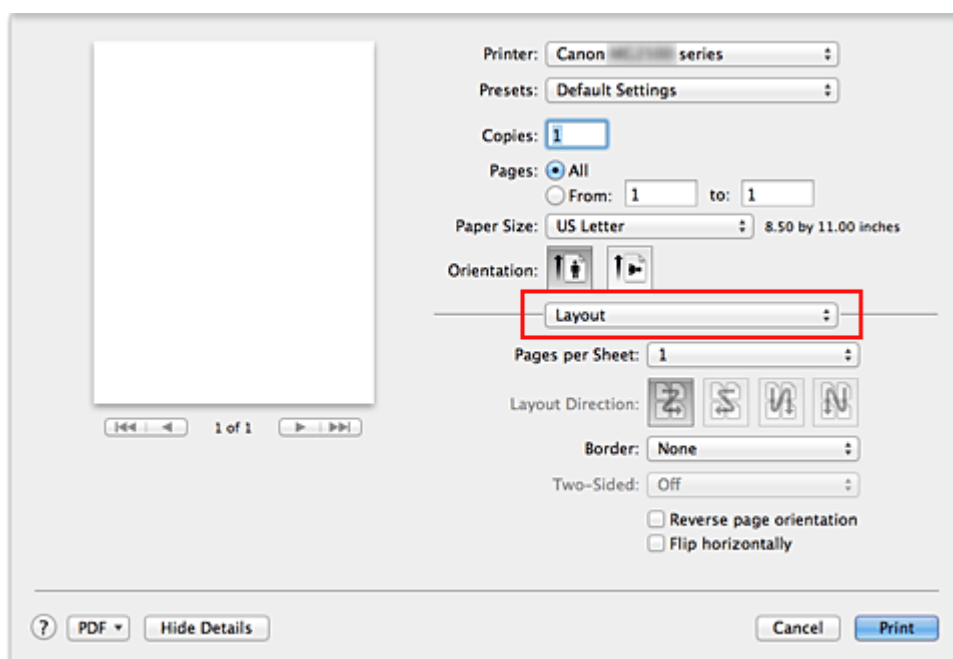 Printer: Canon series
Presets: Default Settings
Copies: 1
Pages: All
From: 1 to: 1
Paper Size: US Letter 8.50 by 11.00 inches
Orientation:
Layout
Pages per Sheet: 1
Layout Direction:
1 of 1
Border: None
Two-Sided: Off
Reverse page orientation
Flip horizontally
? PDF Hide Details Cancel Print